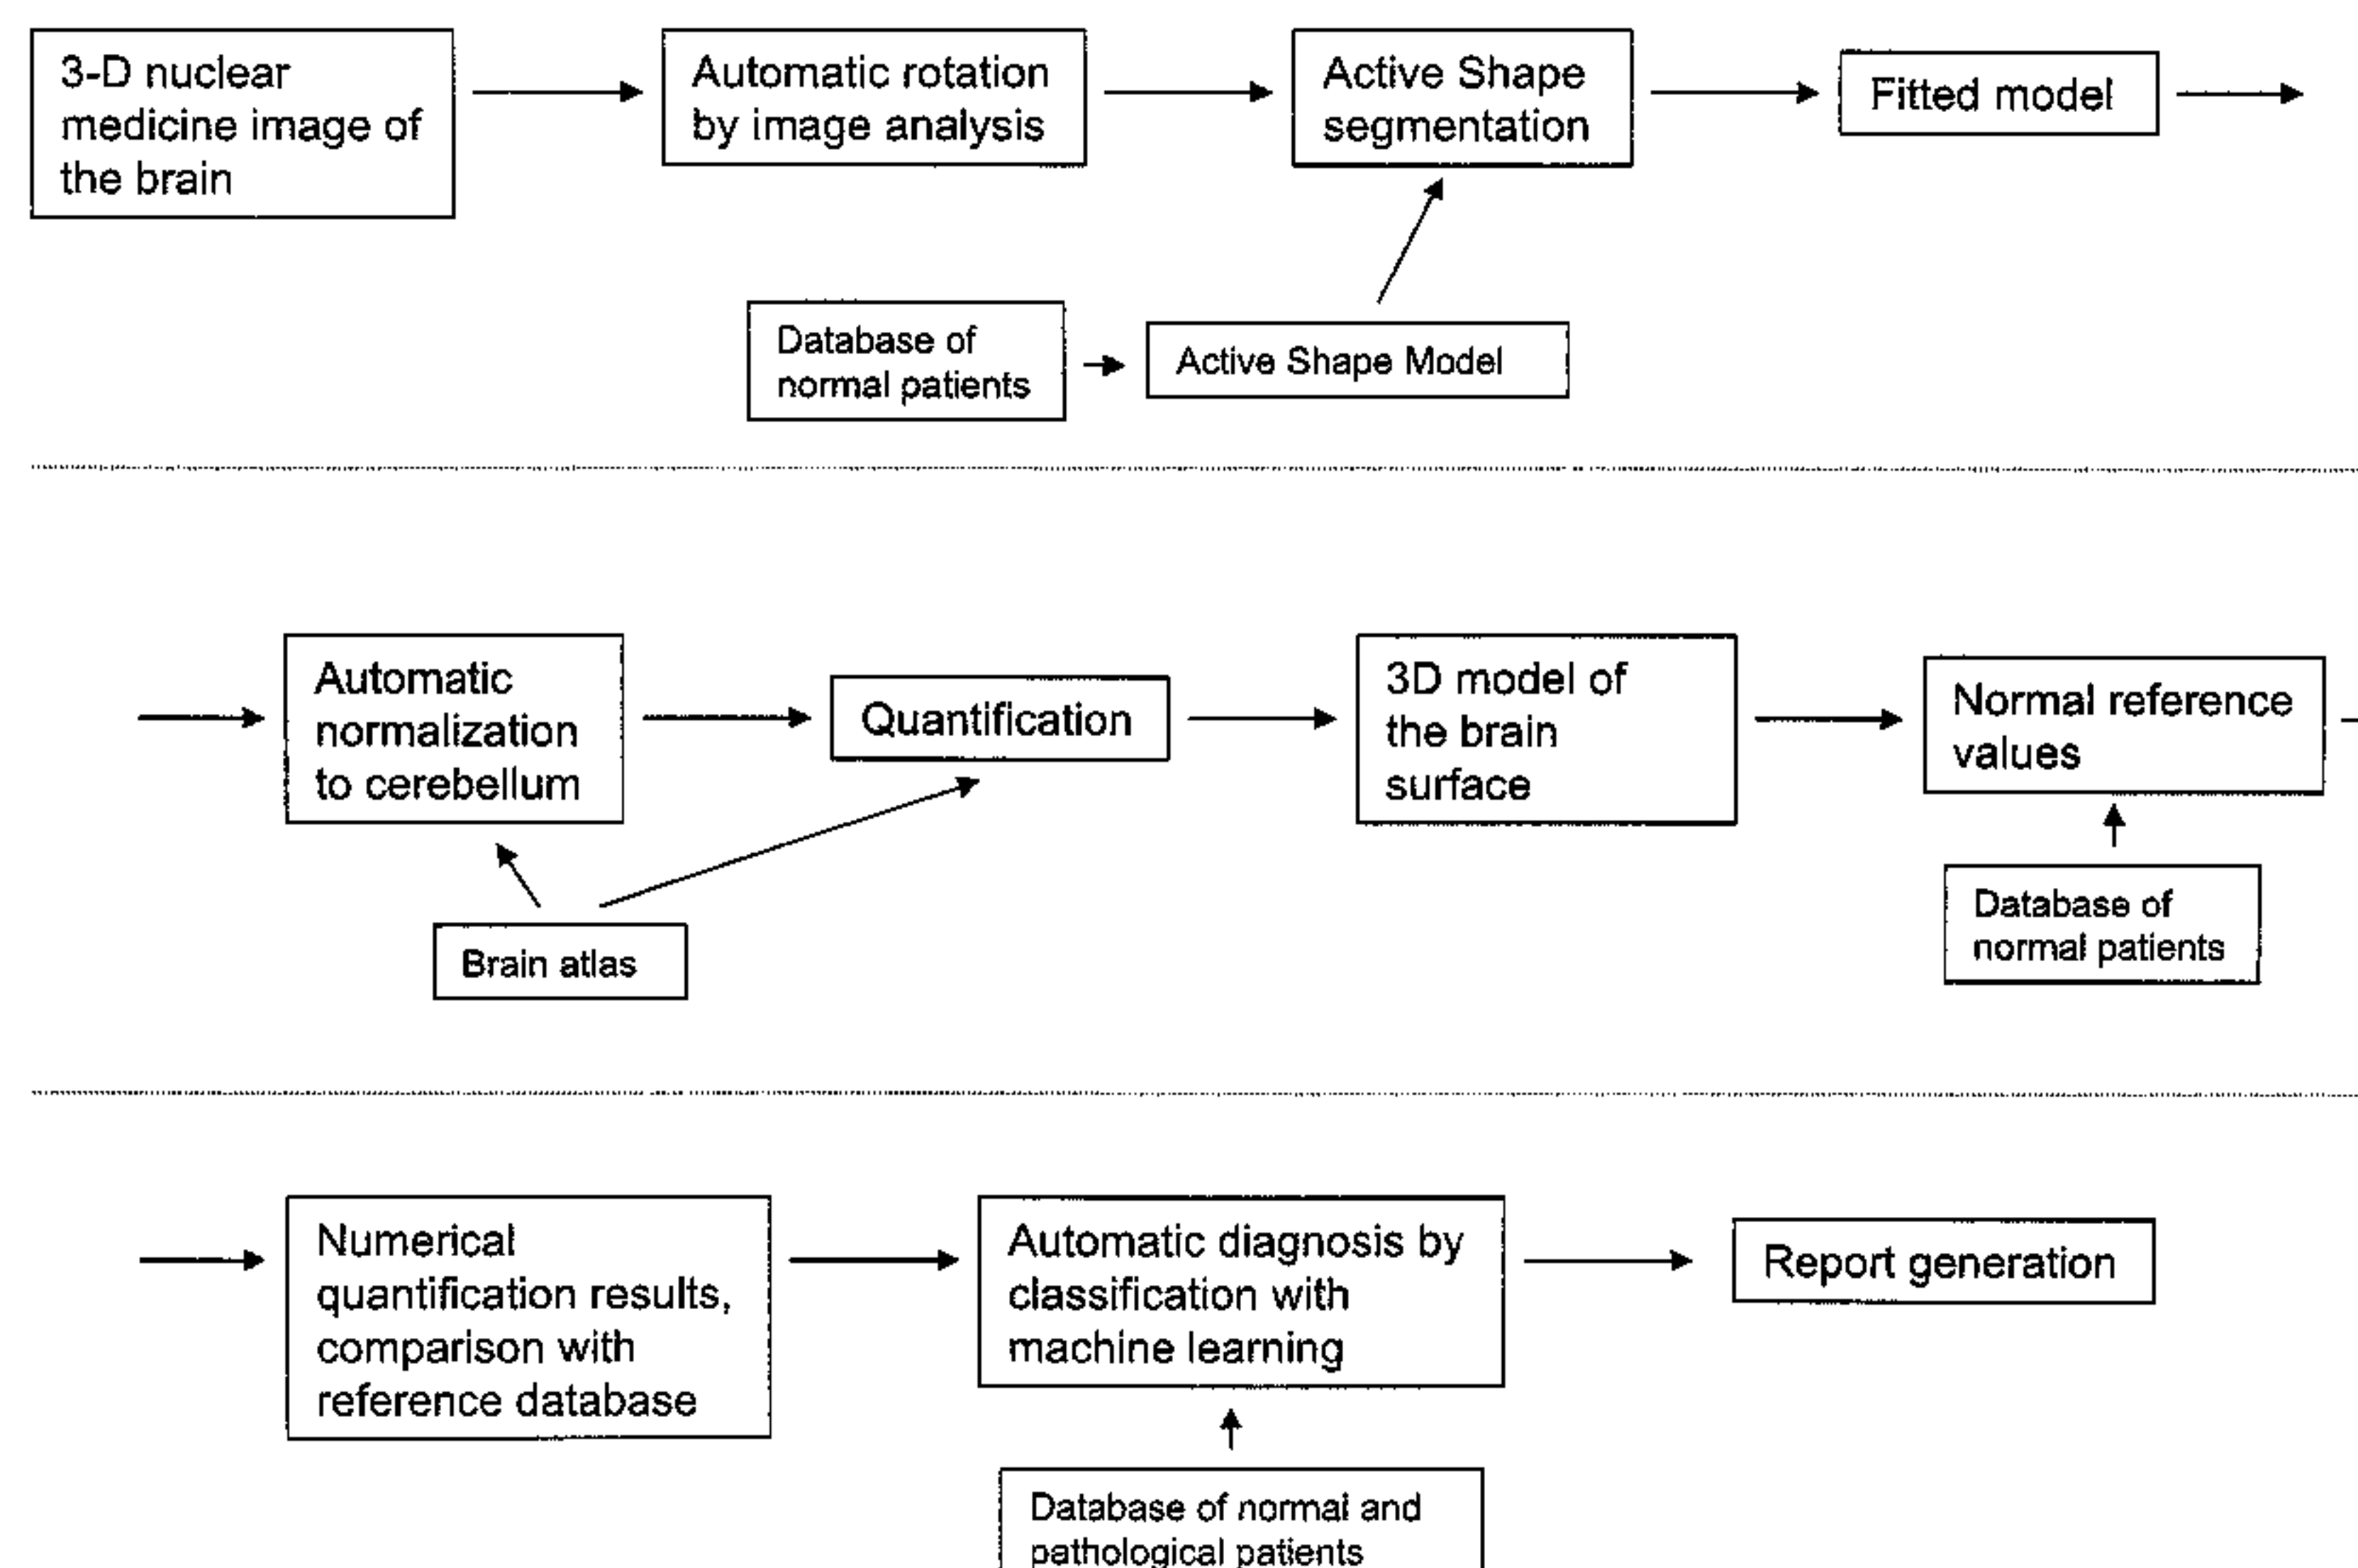 3-D nuclear
medicine image of
the brain
Automatic rotation
by image analysis
Active Shape
segmentation
Fitted model
Database of
normal patients
Active Shape Model
Automatic
normalization
to cerebellum
Quantification
3D model of
the brain
surface
Normal reference
values
Brain atlas
Database of
normal patients
Numerical
quantification results,
comparison with
reference database
Automatic diagnosis by
classification with
machine learning
Report generation
Database of normal and
pathological patients